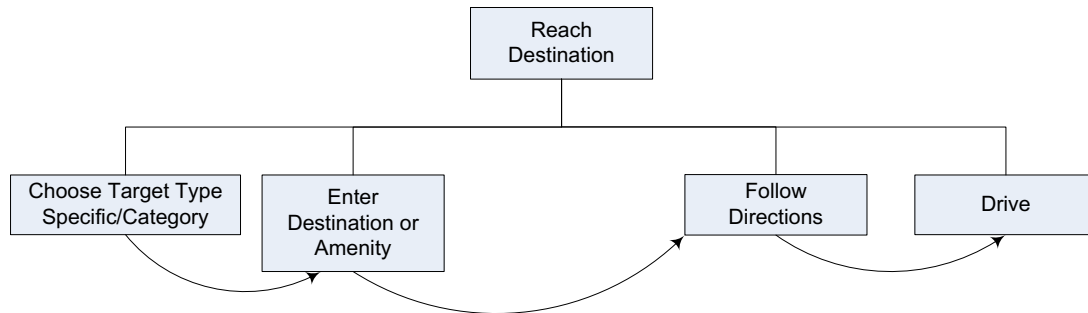 Reach
Destination
Choose Target Type
Specific/Category
Enter
Destination or
Amenity
Follow
Directions
Drive